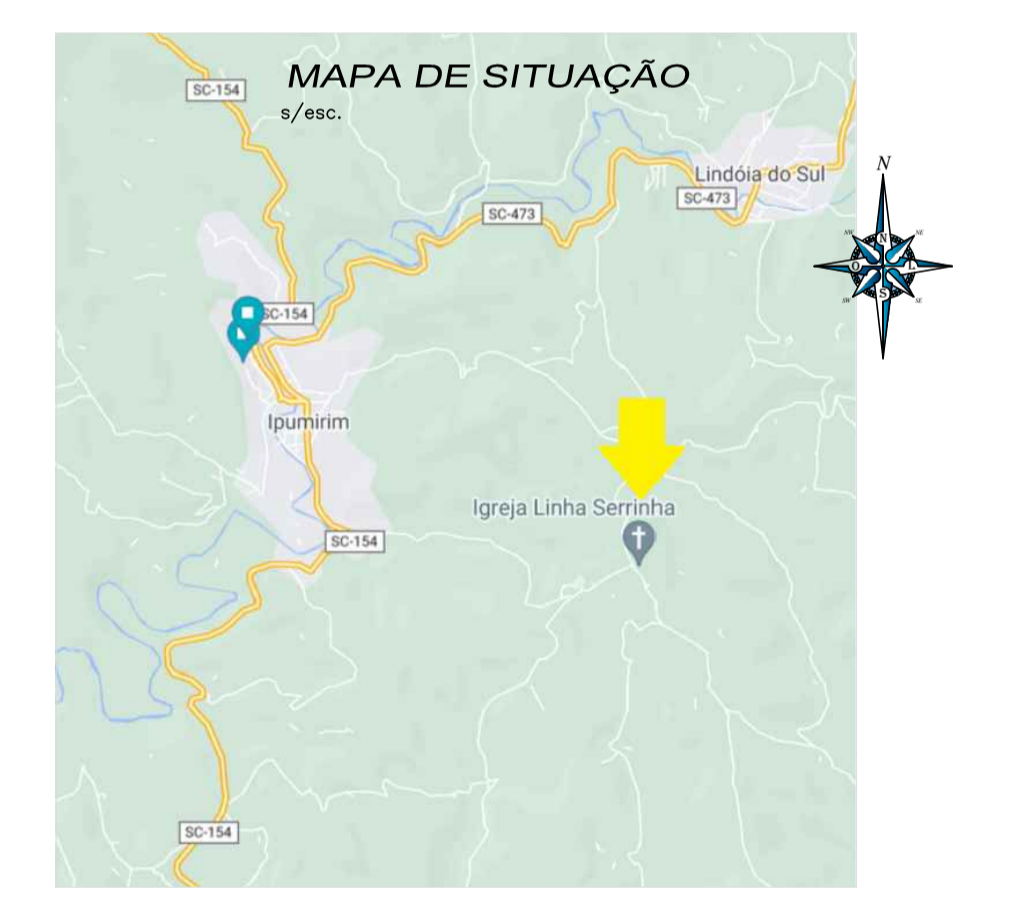 MAPA DE SITUAÇÃO
s/esc.
SC-154
Lindóia do Sul
SC-473
SC-473
SC-154
Ipumirim
Igreja Linha Serrinha
SC-154
SC-154
N
NW
N
NE
O
L
SW
S
SE